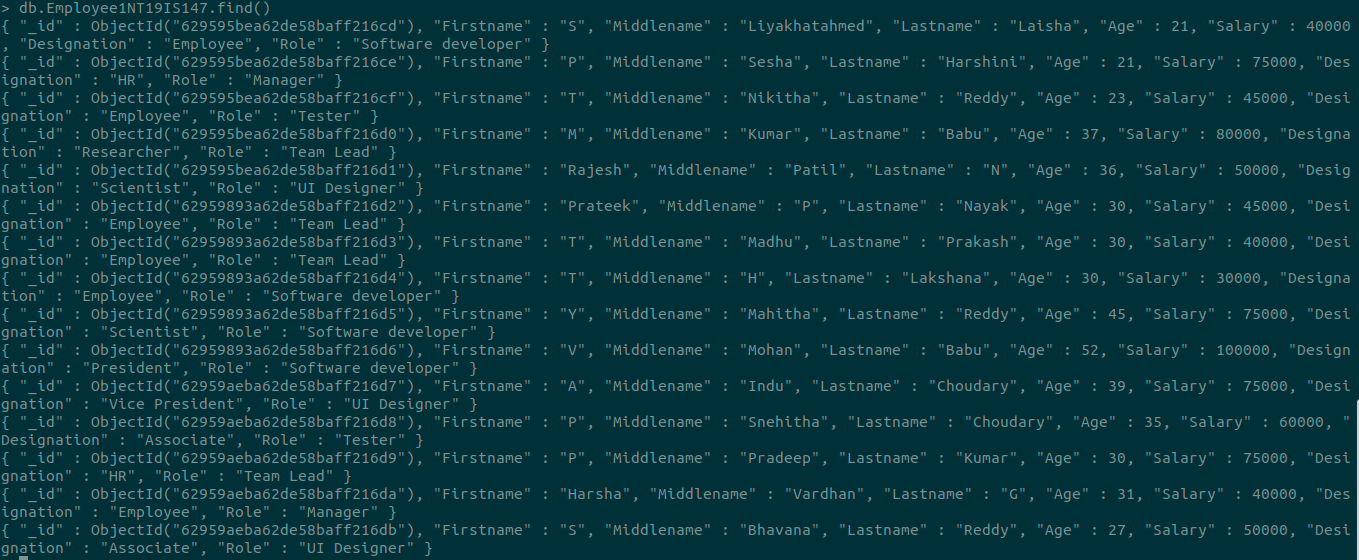 > db.Employee1NT19IS147.find()
{ "_id" : ObjectId("629595bea62de58baff216cd"), "Firstname" : "S", "Middlename" : "Liyakhatahmed", "Lastname" : "Laisha", "Age" : 21, "Salary" : 40000
, "Designation" : "Employee", "Role" : "Software developer" }
{ "_id" : ObjectId("629595bea62de58baff216ce"), "Firstname" : "P", "Middlename" : "Sesha", "Lastname" : "Harshini", "Age" : 21, "Salary" : 75000, "Des
ignation" : "HR", "Role" : "Manager" }
{ "_id" : ObjectId("629595bea62de58baff216cf"), "Firstname" : "T", "Middlename" : "Nikitha", "Lastname" : "Reddy", "Age" : 23, "Salary" : 45000, "Desi
gnation" : "Employee", "Role" : "Tester" }
{ "_id" : ObjectId("629595bea62de58baff216d0"), "Firstname" : "M", "Middlename" : "Kumar", "Lastname" : "Babu", "Age" : 37, "Salary" : 80000, "Designa
tion" : "Researcher", "Role" : "Team Lead" }
{ "_id" : ObjectId("629595bea62de58baff216d1"), "Firstname" : "Rajesh", "Middlename" : "Patil", "Lastname" : "N", "Age" : 36, "Salary" : 50000, "Desig
nation" : "Scientist", "Role" : "UI Designer" }
{ "_id" : ObjectId("62959893a62de58baff216d2"), "Firstname" : "Prateek", "Middlename" : "P", "Lastname" : "Nayak", "Age" : 30, "Salary" : 45000, "Desi
gnation" : "Employee", "Role" : "Team Lead" }
{ "_id" : ObjectId("62959893a62de58baff216d3"), "Firstname" : "T", "Middlename" : "Madhu", "Lastname" : "Prakash", "Age" : 30, "Salary" : 40000, "Desi
gnation" : "Employee", "Role" : "Team Lead" }
{ "_id" : ObjectId("62959893a62de58baff216d4"), "Firstname" : "T", "Middlename" : "H", "Lastname" : "Lakshana", "Age" : 30, "Salary" : 30000, "Designa
tion" : "Employee", "Role" : "Software developer" }
{ "_id" : ObjectId("62959893a62de58baff216d5"), "Firstname" : "Y", "Middlename" : "Mahitha", "Lastname" : "Reddy", "Age" : 45, "Salary" : 75000, "Desi
gnation" : "Scientist", "Role" : "Software developer" }
{ "_id" : ObjectId("62959893a62de58baff216d6"), "Firstname" : "V", "Middlename" : "Mohan", "Lastname" : "Babu", "Age" : 52, "Salary" : 100000, "Design
ation" : "President", "Role" : "Software developer" }
{ "_id" : ObjectId("62959aeba62de58baff216d7"), "Firstname" : "A", "Middlename" : "Indu", "Lastname" : "Choudary", "Age" : 39, "Salary" : 75000, "Desi
gnation" : "Vice President", "Role" : "UI Designer" }
{ "_id" : ObjectId("62959aeba62de58baff216d8"), "Firstname" : "P", "Middlename" : "Snehitha", "Lastname" : "Choudary", "Age" : 35, "Salary" : 60000, "
Designation" : "Associate", "Role" : "Tester" }
{ "_id" : ObjectId("62959aeba62de58baff216d9"), "Firstname" : "P", "Middlename" : "Pradeep", "Lastname" : "Kumar", "Age" : 30, "Salary" : 75000, "Desi
gnation" : "HR", "Role" : "Team Lead" }
{ "_id" : ObjectId("62959aeba62de58baff216da"), "Firstname" : "Harsha", "Middlename" : "Vardhan", "Lastname" : "G", "Age" : 31, "Salary" : 40000, "Des
ignation" : "Employee", "Role" : "Manager" }
{ "_id" : ObjectId("62959aeba62de58baff216db"), "Firstname" : "S", "Middlename" : "Bhavana", "Lastname" : "Reddy", "Age" : 27, "Salary" : 50000, "Desi
gnation" : "Associate", "Role" : "UI Designer" }